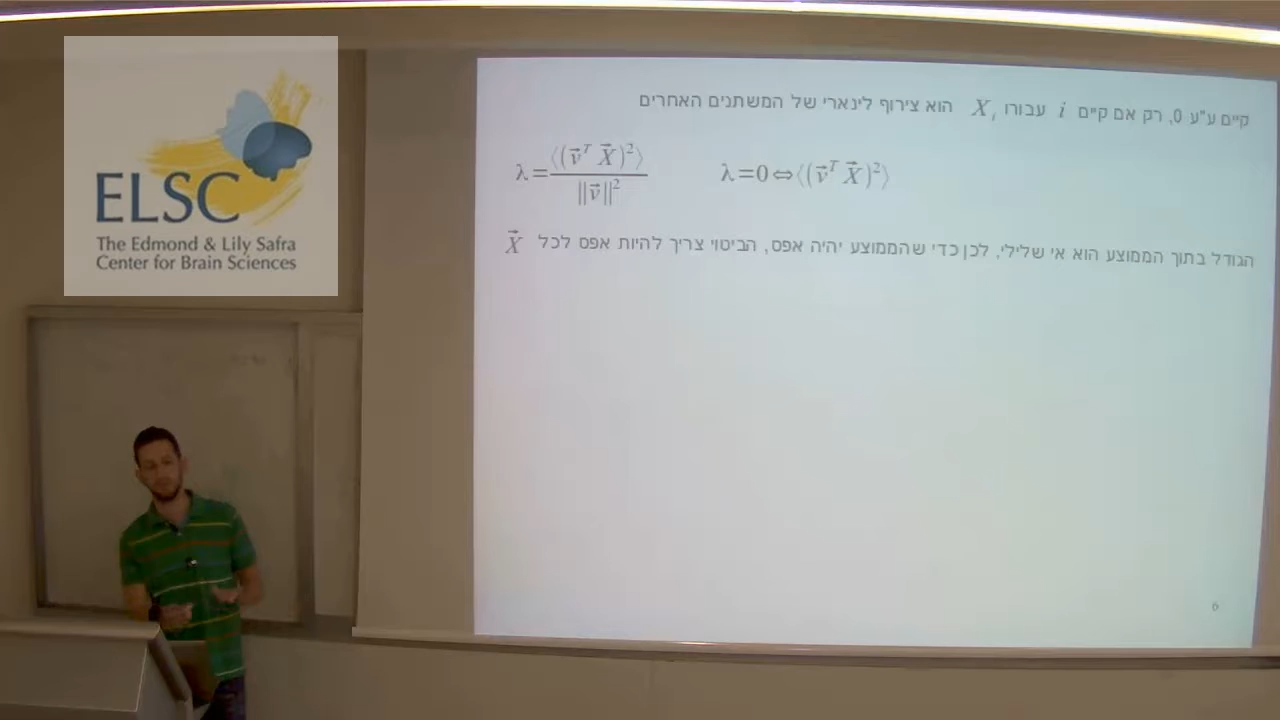 ELSC
The Edmond & Lily Safra
Center for Brain Sciences
קיים ע"ע 0, רק אם קיים i עבורו X_i הוא צירוף לינארי של המשתנים האחרים
λ=⟨(v⃗^T X⃗)^2⟩/||v⃗||^2 λ=0⇔⟨(v⃗^T X⃗)^2⟩
הגודל בתוך הממוצע הוא אי שלילי, לכן כדי שהממוצע יהיה אפס, הביטוי צריך להיות אפס לכל X⃗
6